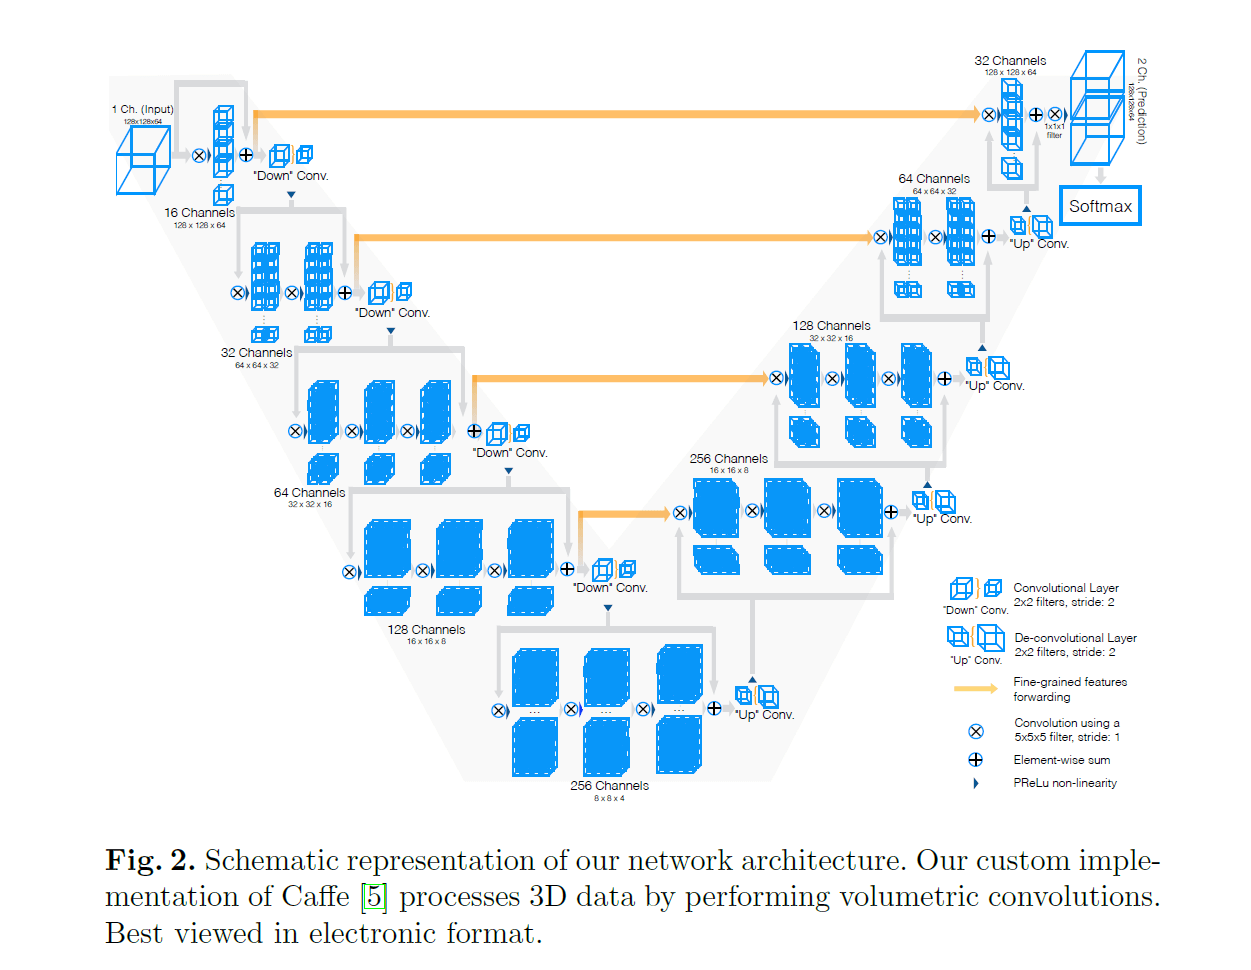 1 Ch. (Input)
128x128x64
"Down" Conv.
16 Channels
128 x 128 x 64
"Down" Conv.
32 Channels
64 x 64 x 32
"Down" Conv.
64 Channels
32 x 32 x 16
"Down" Conv.
128 Channels
16 x 16 x 8
...
...
...
256 Channels
8 x 8 x 4
"Up" Conv.
256 Channels
16 x 16 x 8
"Up" Conv.
128 Channels
32 x 32 x 16
"Up" Conv.
64 Channels
64 x 64 x 32
"Up" Conv.
32 Channels
128 x 128 x 64
1x1x1
filter
2 Ch. (Prediction)
128x128x64
Softmax
"Down" Conv.
Convolutional Layer
2x2 filters, stride: 2
"Up" Conv.
De-convolutional Layer
2x2 filters, stride: 2
Fine-grained features
forwarding
Convolution using a
5x5x5 filter, stride: 1
Element-wise sum
PReLu non-linearity
Fig. 2. Schematic representation of our network architecture. Our custom imple-
mentation of Caffe [5] processes 3D data by performing volumetric convolutions.
Best viewed in electronic format.